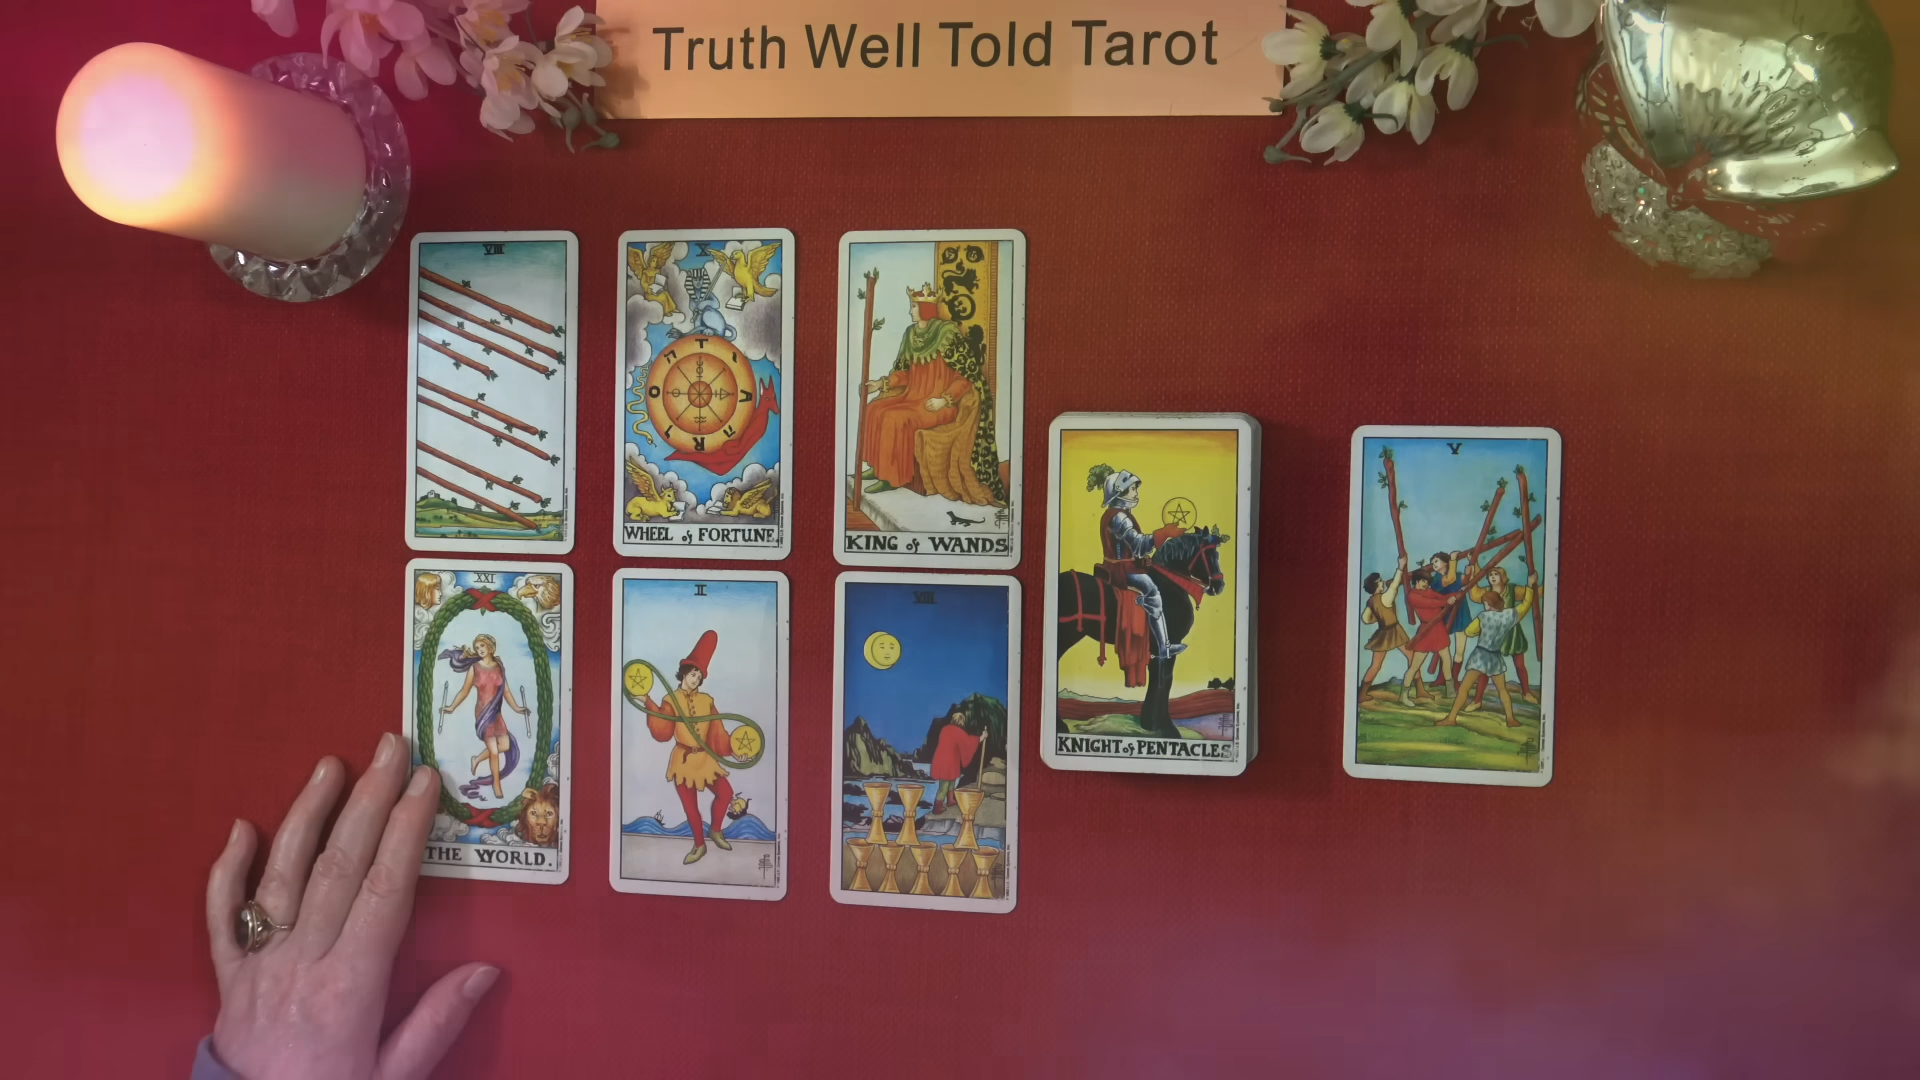 Truth Well Told Tarot
VIII
X
WHEEL of FORTUNE
KING of WANDS
XXI
THE WORLD.
II
VIII
KNIGHT of PENTACLES
V